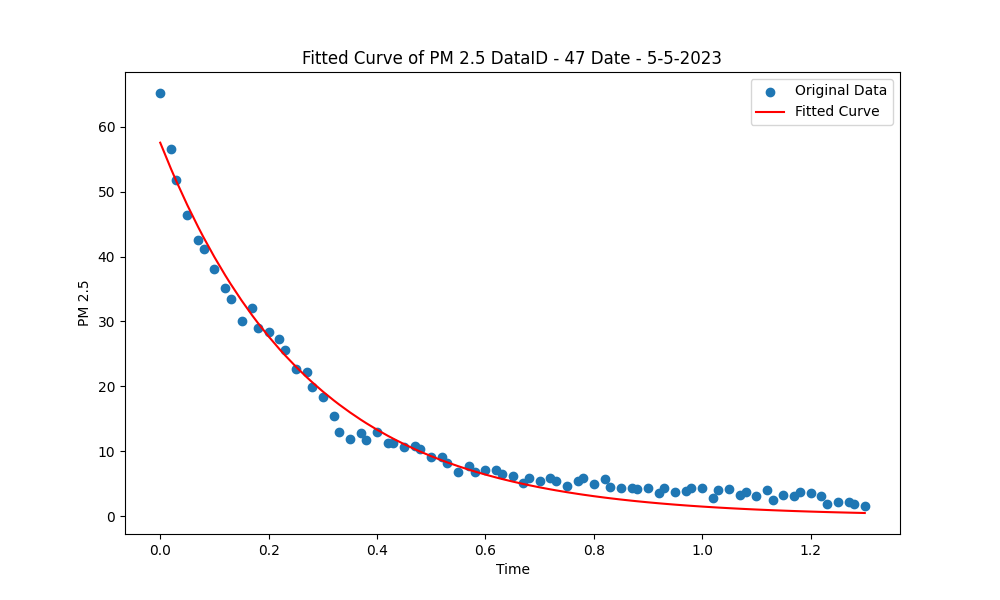 Fitted Curve of PM 2.5 DataID - 47 Date - 5-5-2023
Original Data
Fitted Curve
PM 2.5
60
50
40
30
20
10
0
0.0 0.2 0.4 0.6 0.8 1.0 1.2
Time